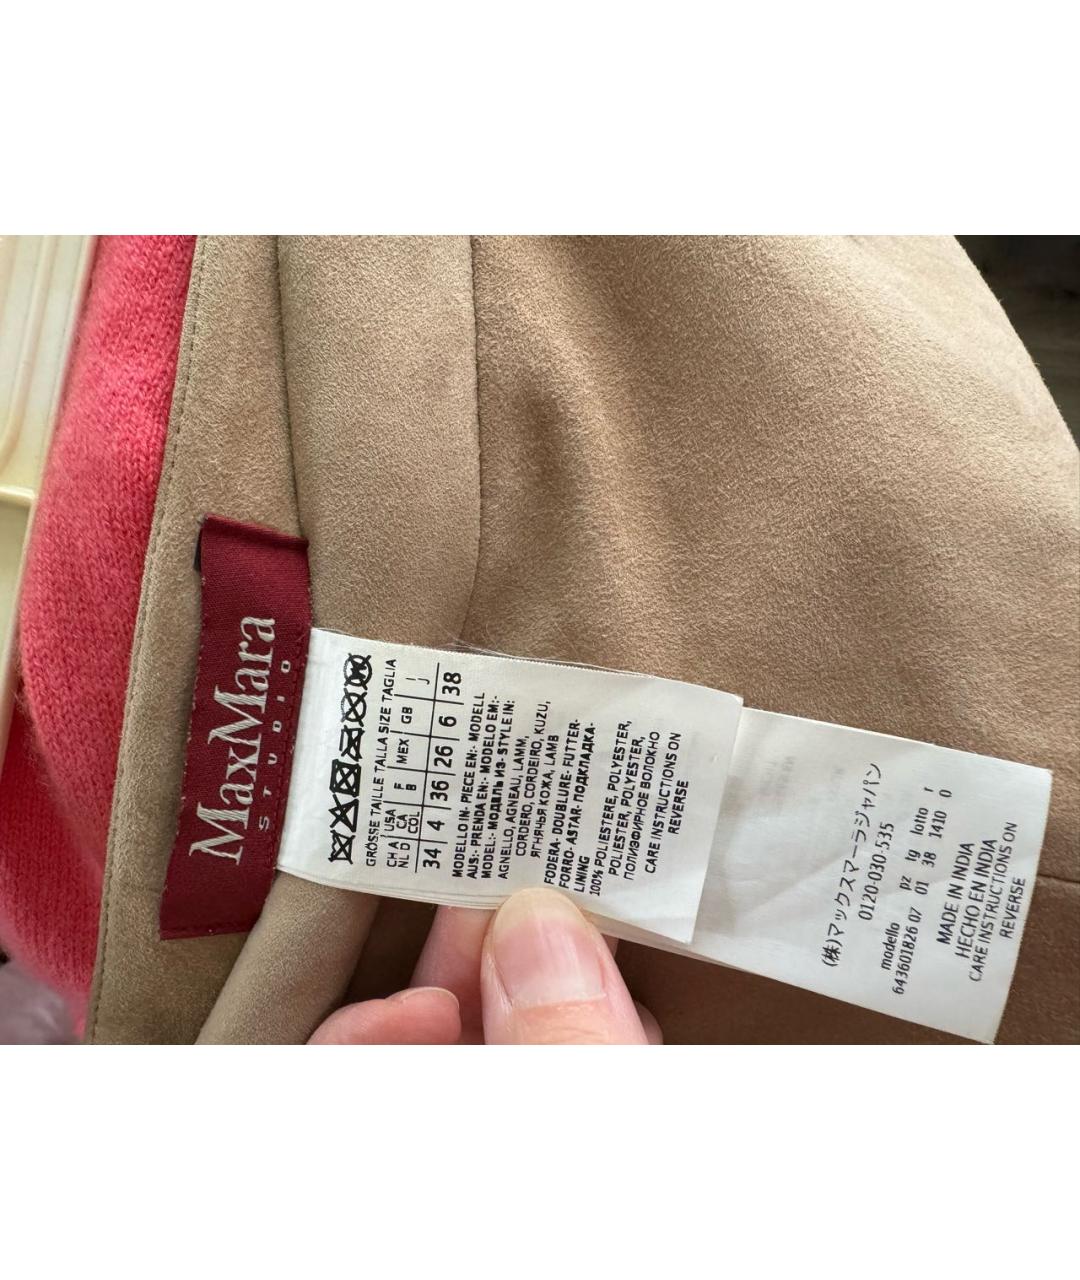 MaxMara
STUDIO
GRÖSSE TAILLE TALLA SIZE TAGLIA
CH A USA F
NL D CA B MEX GB I J
COL
34 4 36 26 6 38
MODELLO IN:- PIECE EN:- MODELL
AUS:- PRENDA EN:- MODELO EM:-
MODEL:- МОДЕЛЬ ИЗ- STYLE IN:
AGNELLO, AGNEAU, LAMM,
CORDERO, CORDEIRO, KUZU,
ЯГНЯЧЬЯ КОЖА, LAMB
FODERA- DOUBLURE- FUTTER-
FORRO- ASTAR- ПОДКЛАДКА-
LINING
100% POLIESTERE, POLYESTER,
POLIESTER, POLYESTER,
ПОЛИЭФИРНОЕ ВОЛОКНО
CARE INSTRUCTIONS ON
REVERSE
(株)マックスマーラジャパン
0120-030-535
modello pz tg lotto r
643601826 07 01 38 1410 0
MADE IN INDIA
HECHO EN INDIA
CARE INSTRUCTIONS ON
REVERSE